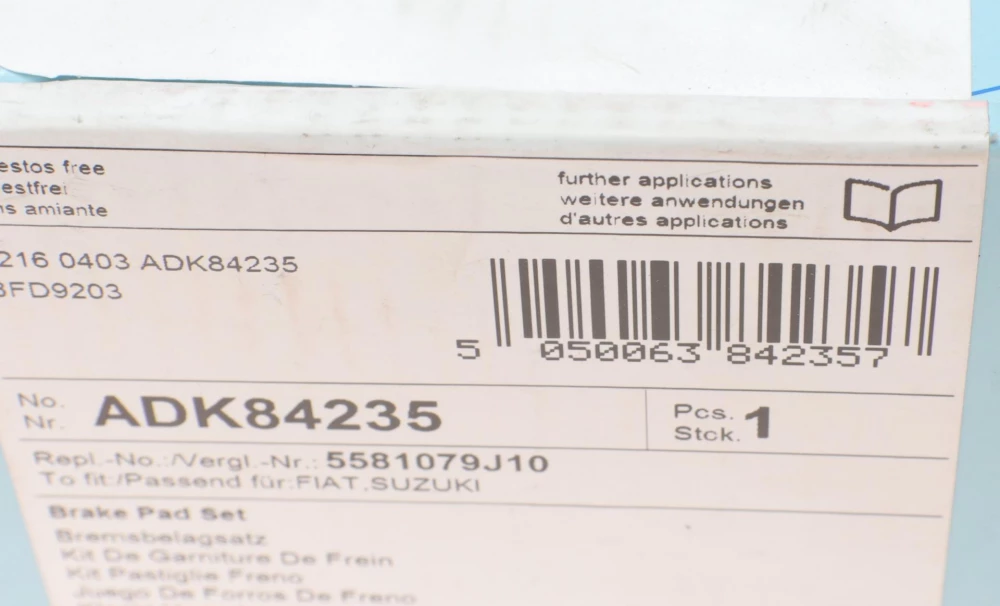 estos free
estfrei
s amiante
further applications
weitere anwendungen
d'autres applications
216 0403 ADK84235
FD9203
5 050063 842357
No.
Nr. ADK84235
Pcs.
Stck. 1
Repl.-No.:/Vergl.-Nr.: 5581079J10
To fit:/Passend für:FIAT,SUZUKI
Brake Pad Set
Bremsbelagsatz
Kit De Garniture De Frein
Kit Pastiglie Freno
Juego De Forros De Freno